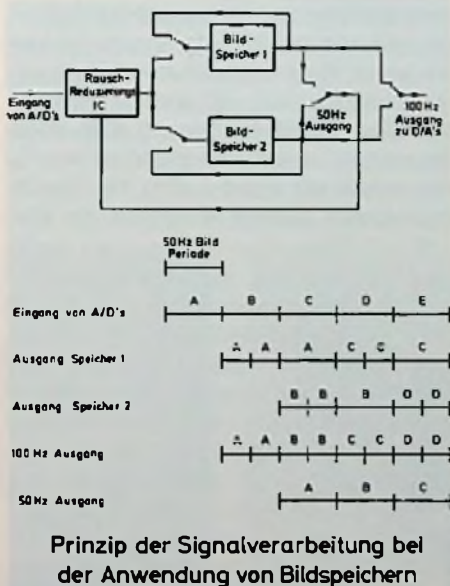 Bild-
Speicher 1
Rausch-
Reduzierungs
IC
Eingang
von A/D's
Bild-
Speicher 2
50Hz
Ausgang
100 Hz
Ausgang
zu D/A's
50Hz Bild
Periode
Eingang von A/D's
A B C D E
Ausgang Speicher 1
A A A C C C
Ausgang Speicher 2
B B B D D
100 Hz Ausgang
A A B B C C D D
50Hz Ausgang
A B C
Prinzip der Signalverarbeitung bei
der Anwendung von Bildspeichern